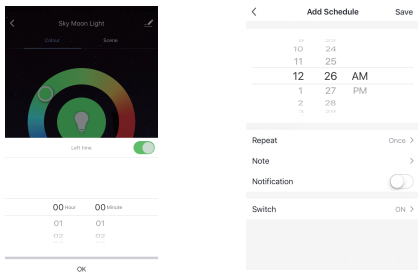 Sky Moon Light
Colour Scene
Left time
00 Hour 00 Minute
01 01
02 02
OK
Add Schedule Save
10 24
11 25
12 26 AM
1 27 PM
2 28
Repeat Once
Note
Notification
Switch ON